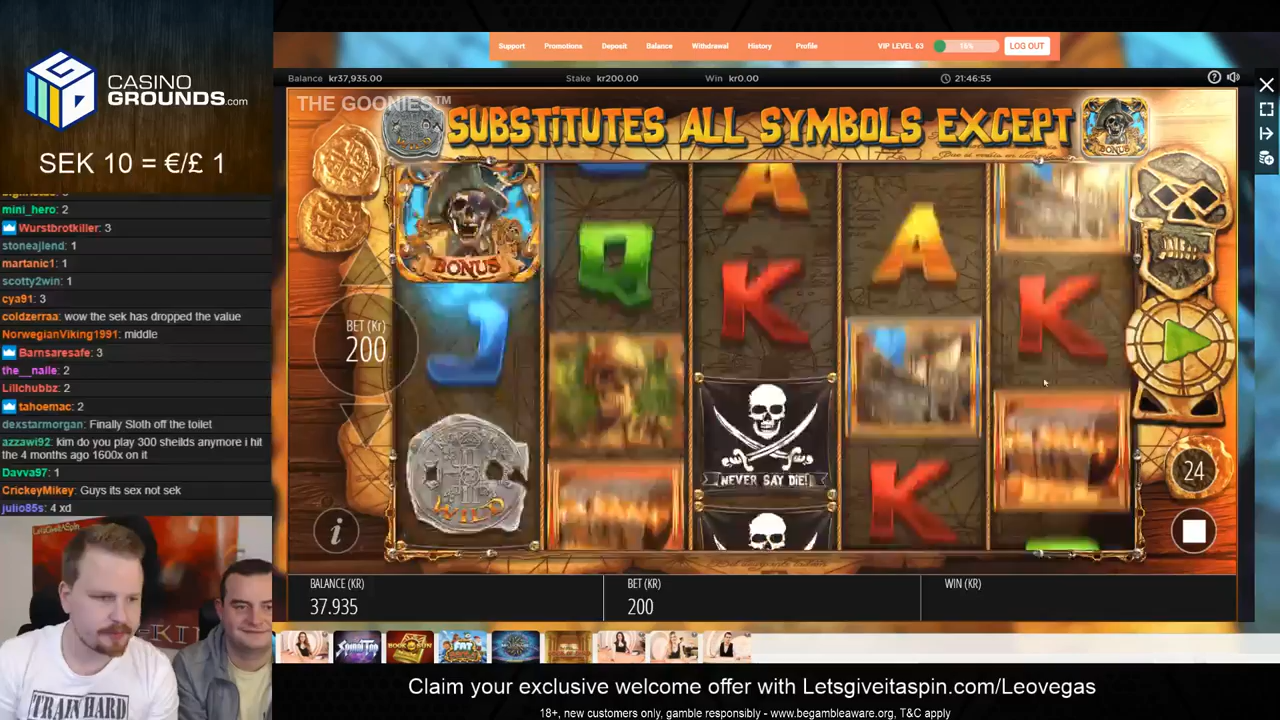 CASINO
GROUNDS.com
SEK 10 = €/£ 1
mini_hero: 2
Wurstbrotkiller: 3
stoneajlend: 1
martanic1: 1
scotty2win: 1
cya91: 3
coldzerraa: wow the sek has dropped the value
NorwegianViking1991: middle
Barnsaresafe: 3
the__nalle: 2
Lillchubbz: 2
tahoemac: 2
dexstarmorgan: Finally Sloth off the toilet
azzawi92: kim do you play 300 sheilds anymore i hit
the 4 months ago 1600x on it
Davva97: 1
CrickeyMikey: Guys its sex not sek
julio85s: 4 xd
TRAIN HARD
Support Promotions Deposit Balance Withdrawal History Profile VIP LEVEL 63 15% LOG OUT
Balance kr37,935.00 Stake kr200.00 Win kr0.00 21:46:55
THE GOONIES™
SUBSTITUTES ALL SYMBOLS EXCEPT
BONUS
BONUS
A
A
Q
K
K
J
BET (Kr)
200
NEVER SAY DIE!
WILD
K
24
i
BALANCE (KR) BET (KR) WIN (KR)
37.935 200
Claim your exclusive welcome offer with Letsgiveitaspin.com/Leovegas
18+, new customers only, gamble responsibly - www.begambleaware.org, T&C apply